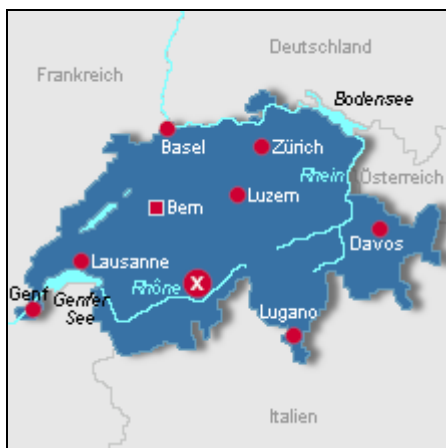 Deutschland
Frankreich
Bodensee
Basel
Zürich
Rhein
Österreich
Luzern
Bern
Davos
Lausanne
Rhône
X
Genf
Genfer
See
Lugano
Italien